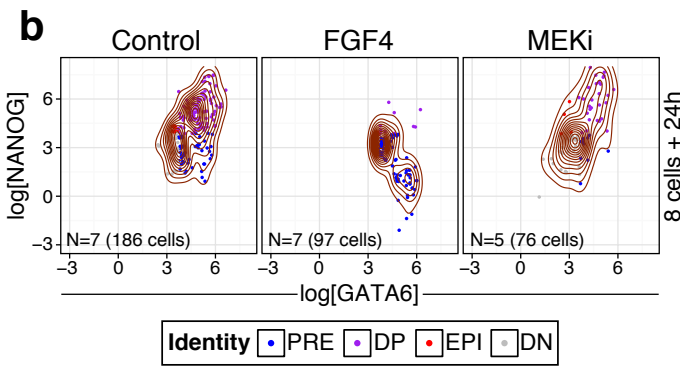 b
Control FGF4 MEKi
log[NANOG]
6
3
0
−3
N=7 (186 cells) N=7 (97 cells) N=5 (76 cells)
8 cells + 24h
−3 0 3 6 −3 0 3 6 −3 0 3 6
log[GATA6]
Identity PRE DP EPI DN